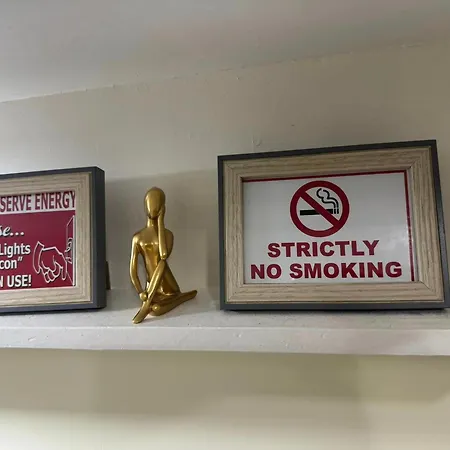 SERVE ENERGY
se...
Lights
con"
N USE!
STRICTLY
NO SMOKING